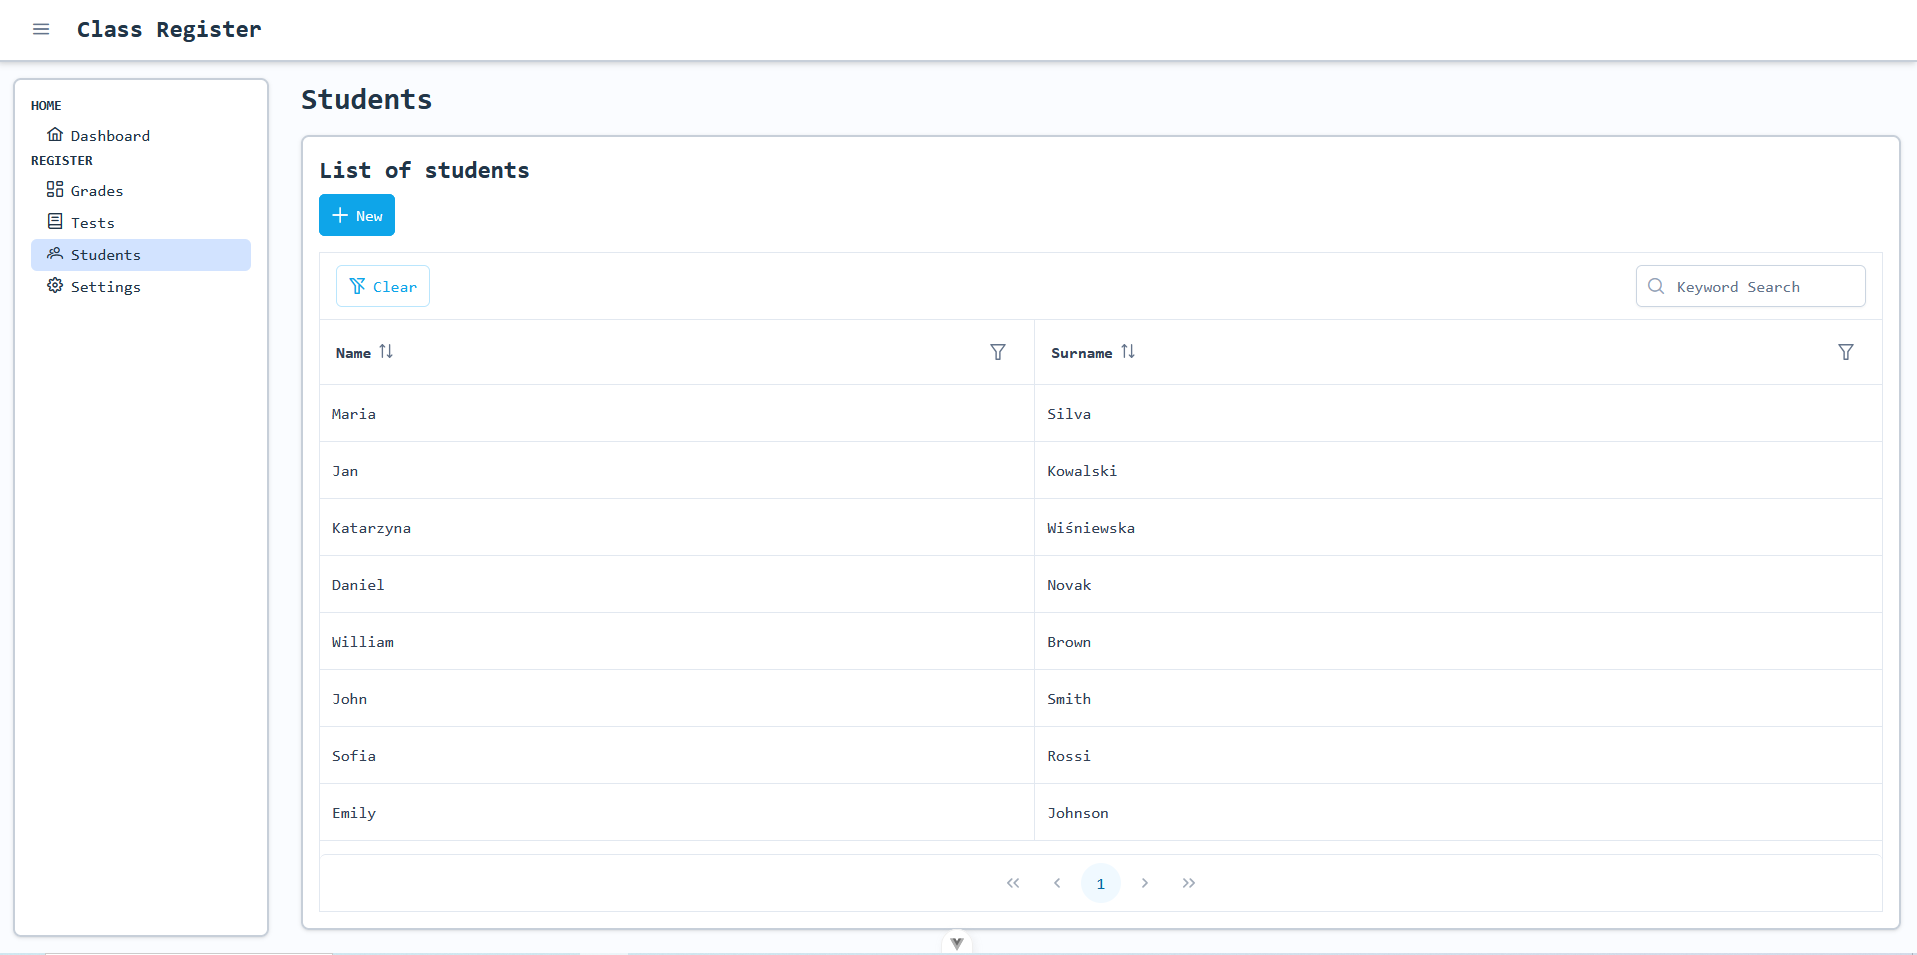 Class Register
HOME
Dashboard
REGISTER
Grades
Tests
Students
Settings
Students
List of students
New
Clear
Keyword Search
Name Surname
Maria Silva
Jan Kowalski
Katarzyna Wiśniewska
Daniel Novak
William Brown
John Smith
Sofia Rossi
Emily Johnson
1